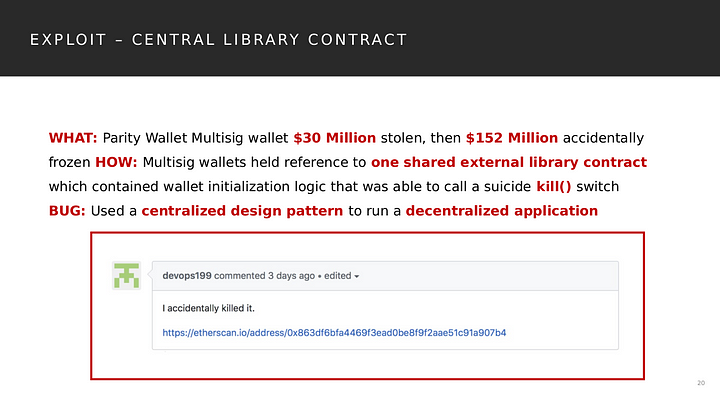 EXPLOIT – CENTRAL LIBRARY CONTRACT
WHAT: Parity Wallet Multisig wallet $30 Million stolen, then $152 Million accidentally
frozen HOW: Multisig wallets held reference to one shared external library contract
which contained wallet initialization logic that was able to call a suicide kill() switch
BUG: Used a centralized design pattern to run a decentralized application
devops199 commented 3 days ago • edited
I accidentally killed it.
https://etherscan.io/address/0x863df6bfa4469f3ead0be8f9f2aae51c91a907b4
20